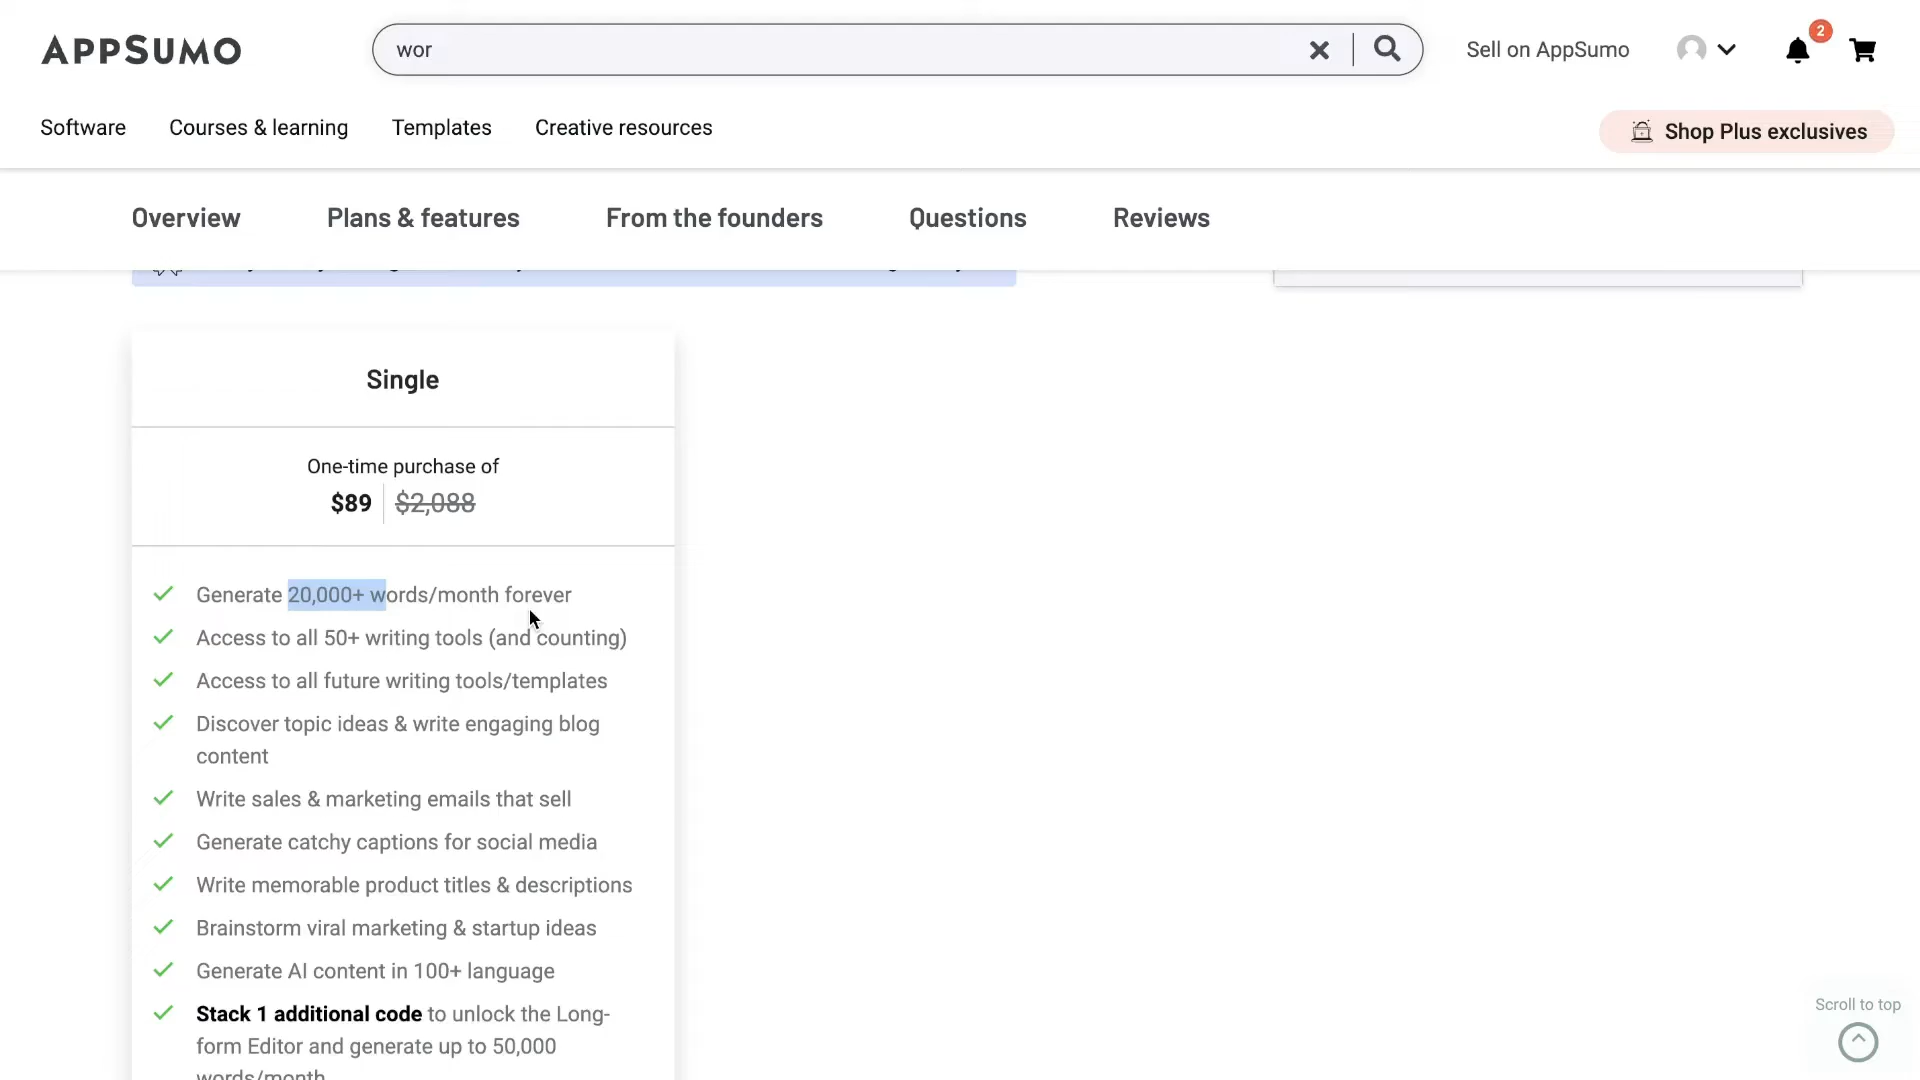 APPSUMO
wor
Sell on AppSumo
2
Software
Courses & learning
Templates
Creative resources
Shop Plus exclusives
Overview
Plans & features
From the founders
Questions
Reviews
Single
One-time purchase of
$89
$2,088
Generate 20,000+ words/month forever
Access to all 50+ writing tools (and counting)
Access to all future writing tools/templates
Discover topic ideas & write engaging blog
content
Write sales & marketing emails that sell
Generate catchy captions for social media
Write memorable product titles & descriptions
Brainstorm viral marketing & startup ideas
Generate AI content in 100+ language
Stack 1 additional code to unlock the Long-
form Editor and generate up to 50,000
words/month
Scroll to top